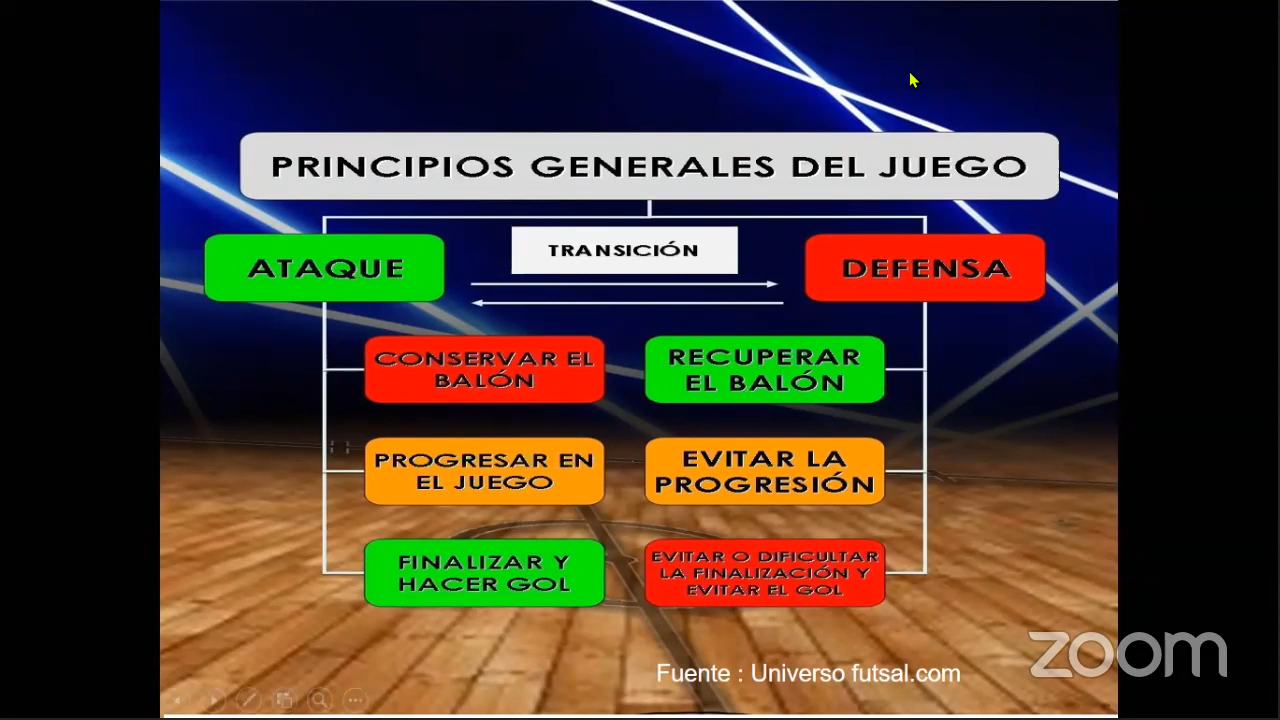 PRINCIPIOS GENERALES DEL JUEGO
TRANSICIÓN
ATAQUE
DEFENSA
CONSERVAR EL
BALÓN
RECUPERAR
EL BALÓN
PROGRESAR EN
EL JUEGO
EVITAR LA
PROGRESIÓN
FINALIZAR Y
HACER GOL
EVITAR O DIFICULTAR
LA FINALIZACIÓN Y
EVITAR EL GOL
Fuente : Universo futsal.com
zoom